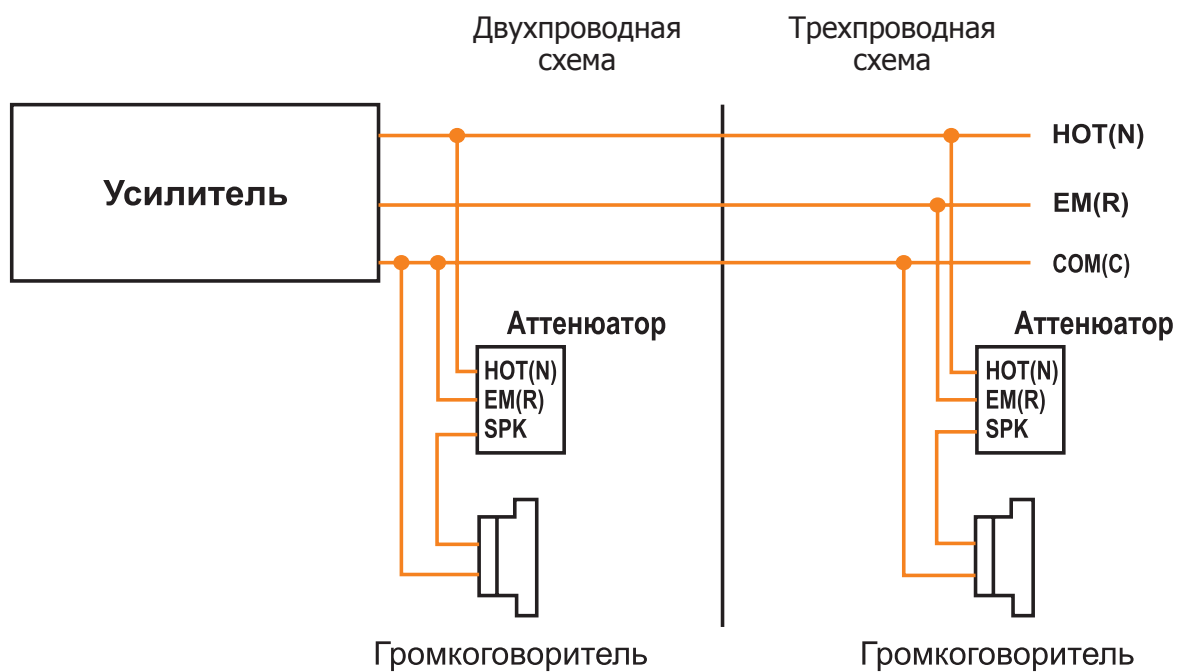 Двухпроводная
схема
Трехпроводная
схема
Усилитель
HOT(N)
EM(R)
COM(C)
Аттенюатор
HOT(N)
EM(R)
SPK
Громкоговоритель
Аттенюатор
HOT(N)
EM(R)
SPK
Громкоговоритель